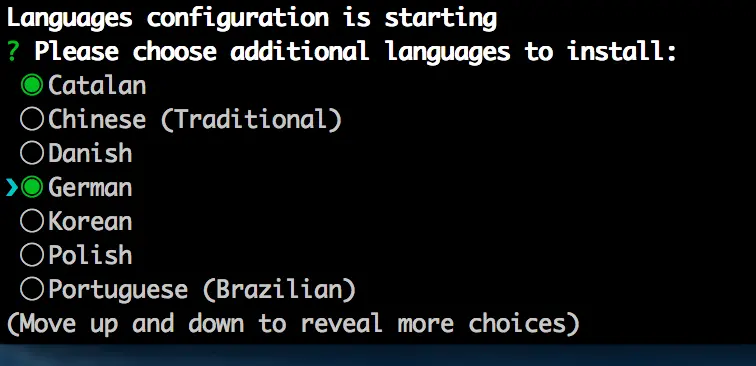 Languages configuration is starting
? Please choose additional languages to install:
◉ Catalan
◯ Chinese (Traditional)
◯ Danish
❯◉ German
◯ Korean
◯ Polish
◯ Portuguese (Brazilian)
(Move up and down to reveal more choices)